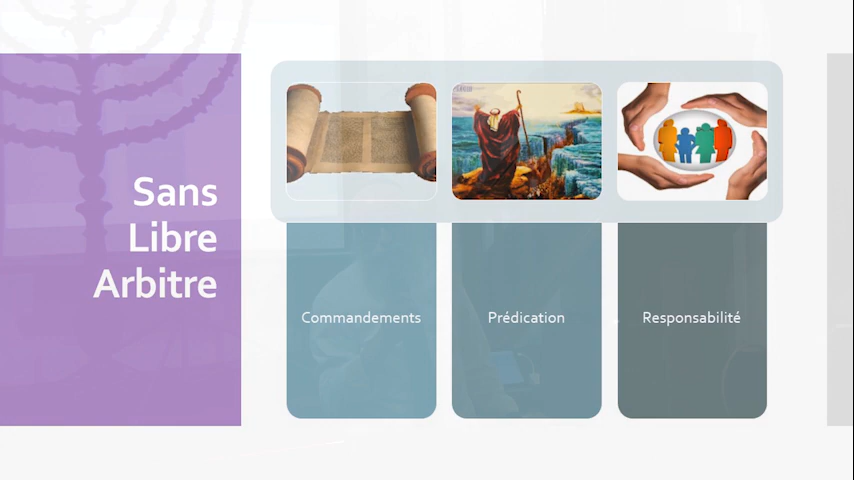 Sans
Libre
Arbitre
Commandements
Prédication
Responsabilité